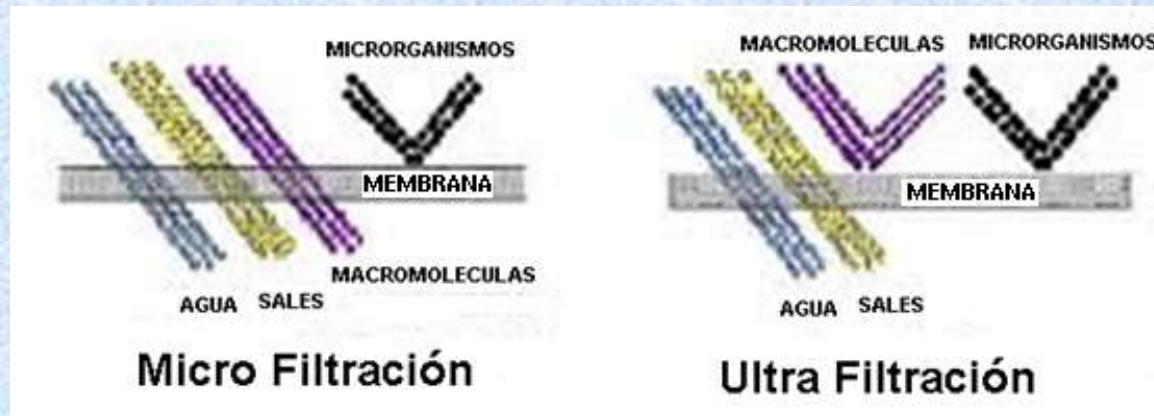 MICRORGANISMOS
MEMBRANA
MACROMOLECULAS
AGUA SALES
Micro Filtración
MACROMOLECULAS MICRORGANISMOS
MEMBRANA
AGUA SALES
Ultra Filtración